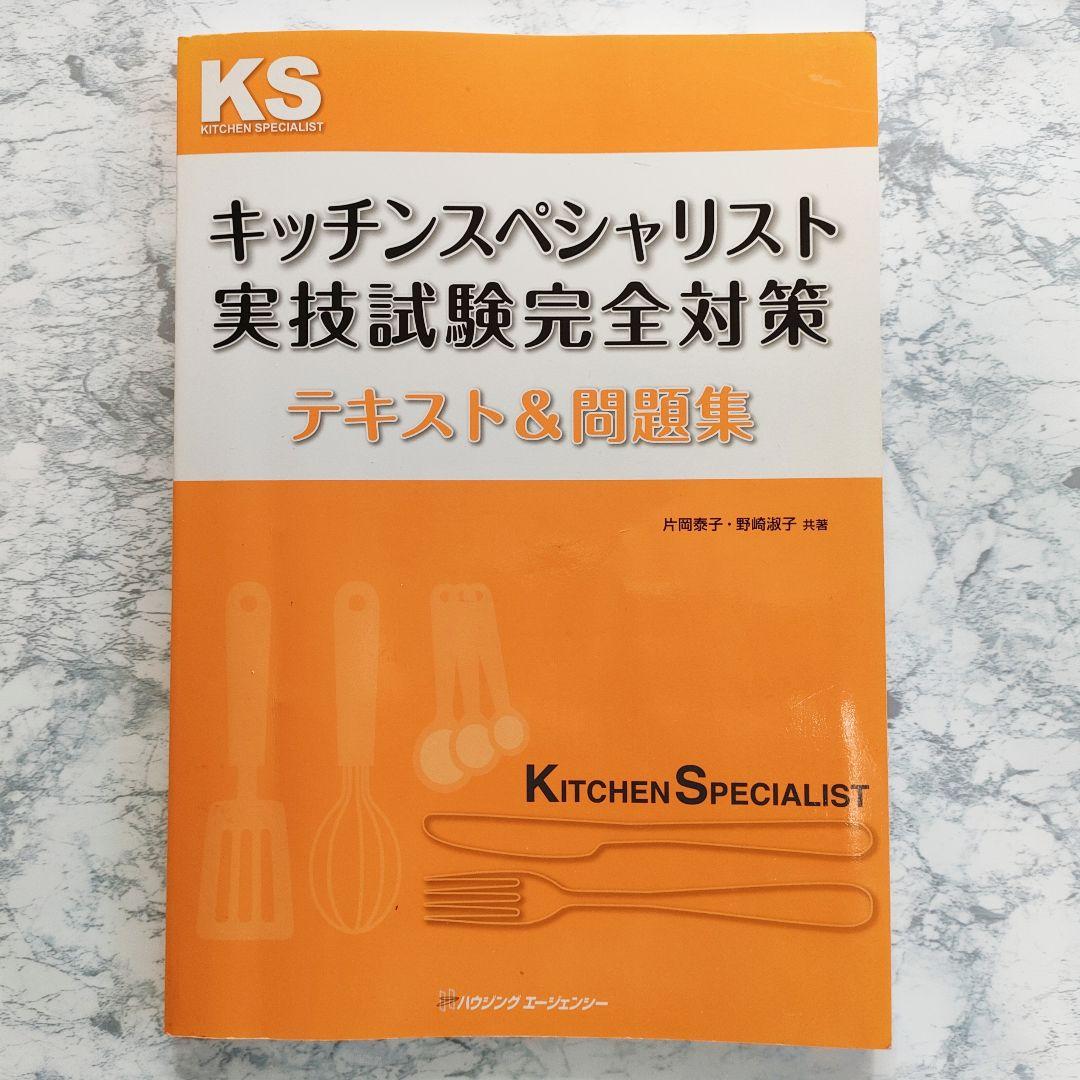 KS
KITCHEN SPECIALIST
キッチンスペシャリスト
実技試験完全対策
テキスト&問題集
片岡泰子・野崎淑子 共著
KITCHEN SPECIALIST
ハウジング エージェンシー